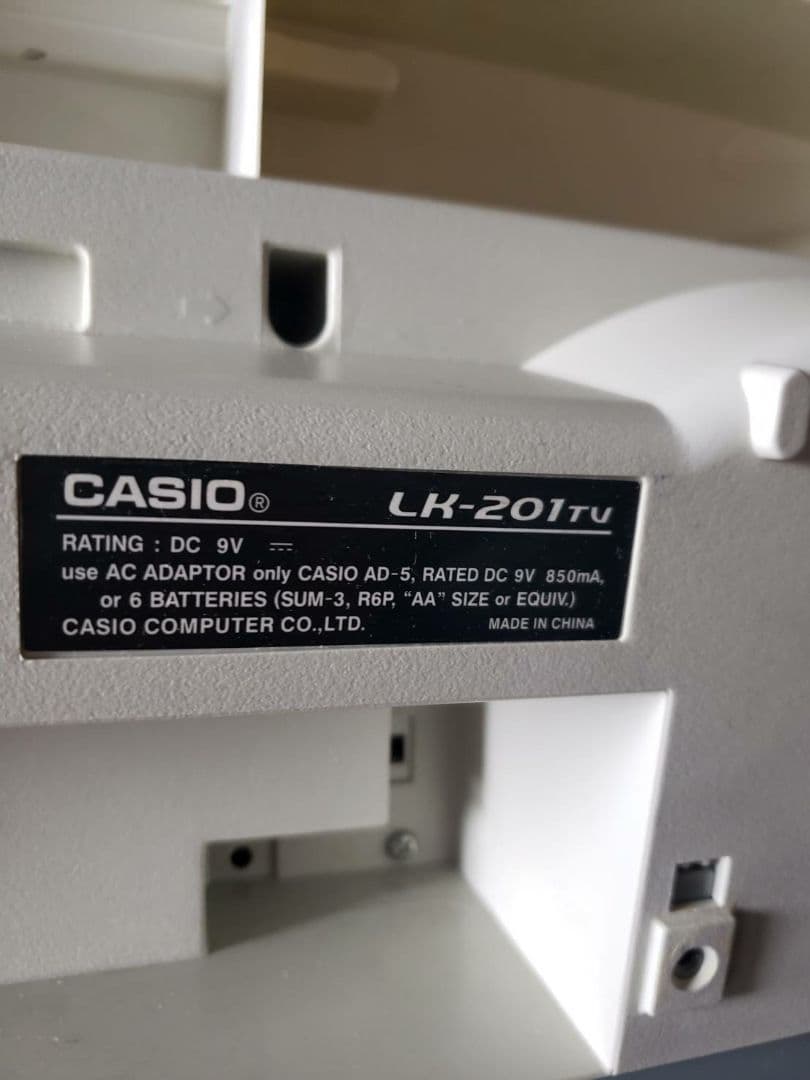 CASIO® LK-201TV
RATING : DC 9V ⎓
use AC ADAPTOR only CASIO AD-5, RATED DC 9V 850mA,
or 6 BATTERIES (SUM-3, R6P, “AA” SIZE or EQUIV.)
CASIO COMPUTER CO.,LTD. MADE IN CHINA